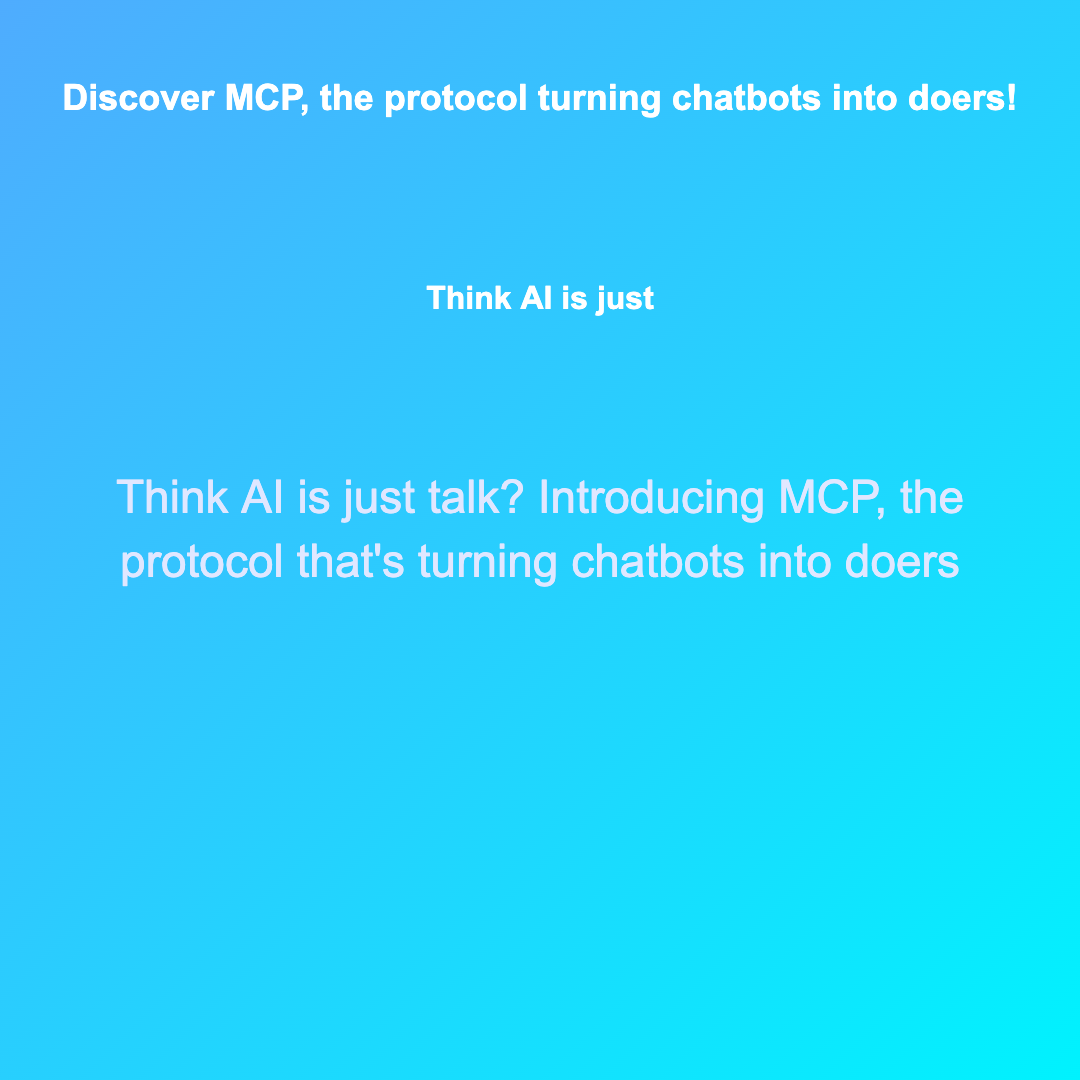 Discover MCP, the protocol turning chatbots into doers!
Think AI is just
Think AI is just talk? Introducing MCP, the
protocol that's turning chatbots into doers